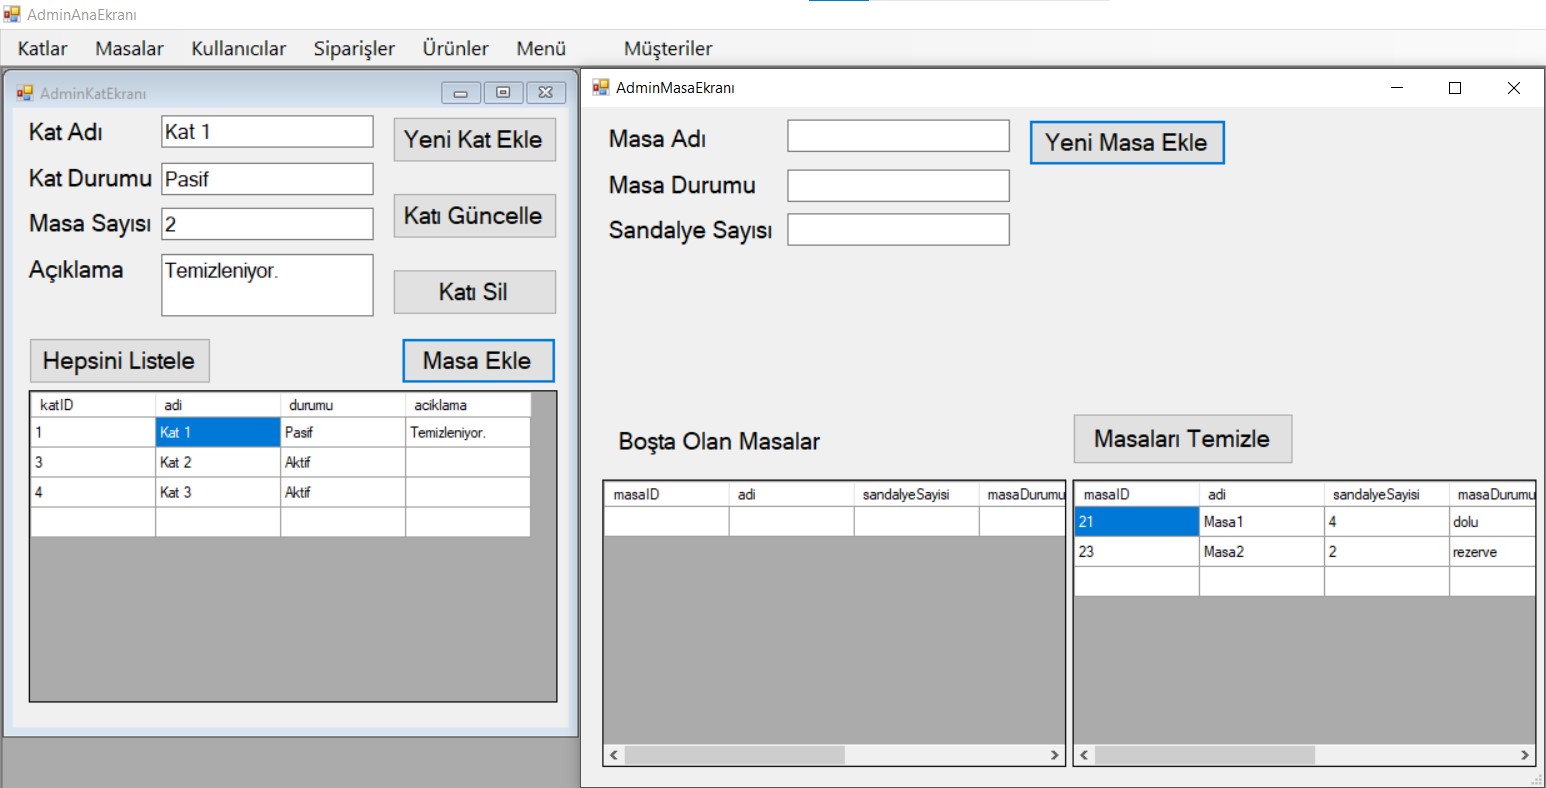 AdminAnaEkranı
Katlar Masalar Kullanıcılar Siparişler Ürünler Menü Müşteriler
AdminKatEkranı
Kat Adı Kat 1 Yeni Kat Ekle
Kat Durumu Pasif
Masa Sayısı 2 Katı Güncelle
Açıklama Temizleniyor.
Katı Sil
Hepsini Listele Masa Ekle
katID adi durumu aciklama
1 Kat 1 Pasif Temizleniyor.
3 Kat 2 Aktif
4 Kat 3 Aktif
AdminMasaEkranı
Masa Adı Yeni Masa Ekle
Masa Durumu
Sandalye Sayısı
Boşta Olan Masalar Masaları Temizle
masaID adi sandalyeSayisi masaDurumu
masaID adi sandalyeSayisi masaDurumu
21 Masa1 4 dolu
23 Masa2 2 rezerve